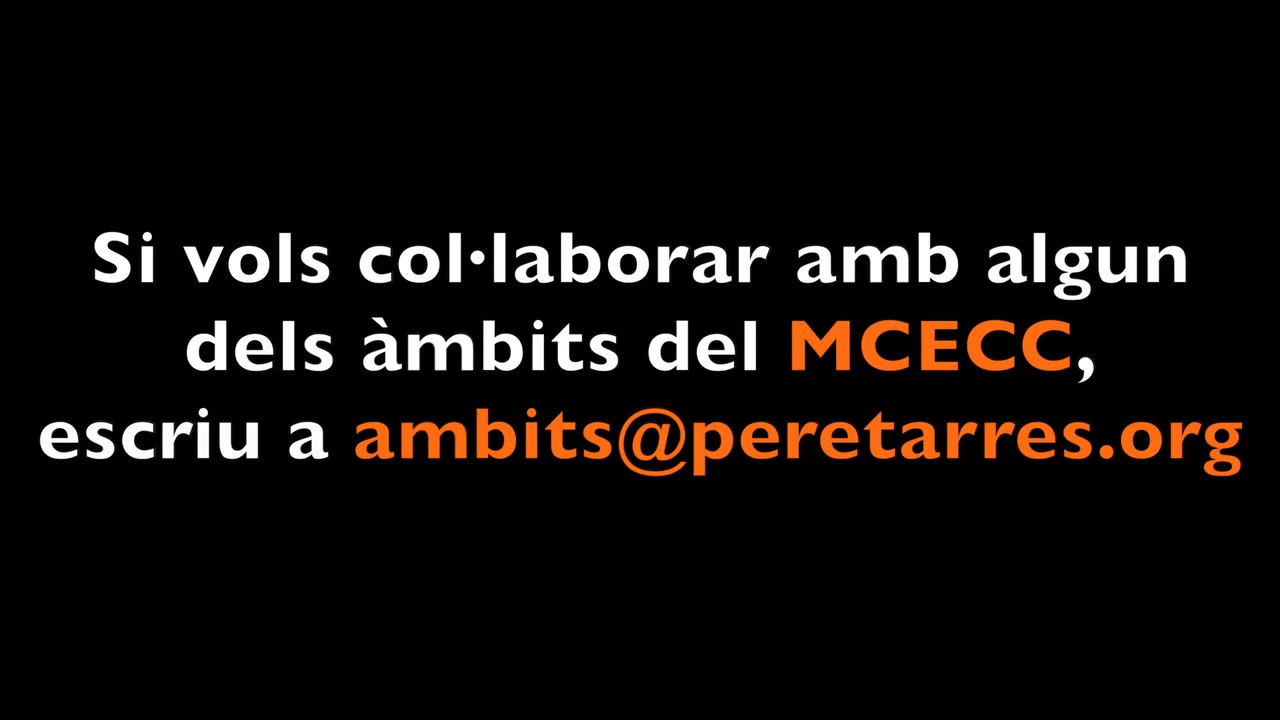 Si vols col·laborar amb algun
dels àmbits del MCECC,
escriu a ambits@peretarres.org